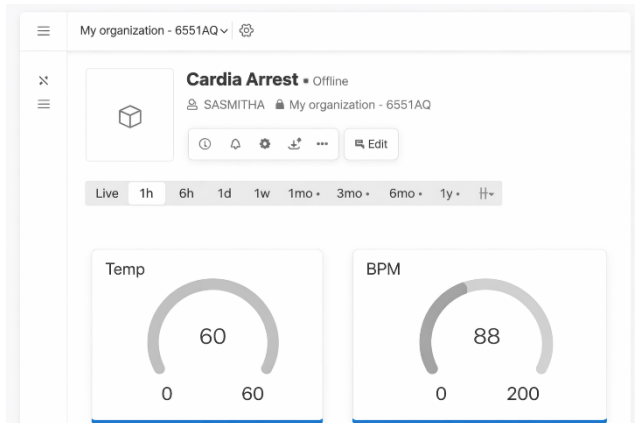 My organization - 6551AQ
Cardia Arrest ▪ Offline
SASMITHA My organization - 6551AQ
Edit
Live 1h 6h 1d 1w 1mo • 3mo • 6mo • 1y •
Temp
60
0 60
BPM
88
0 200